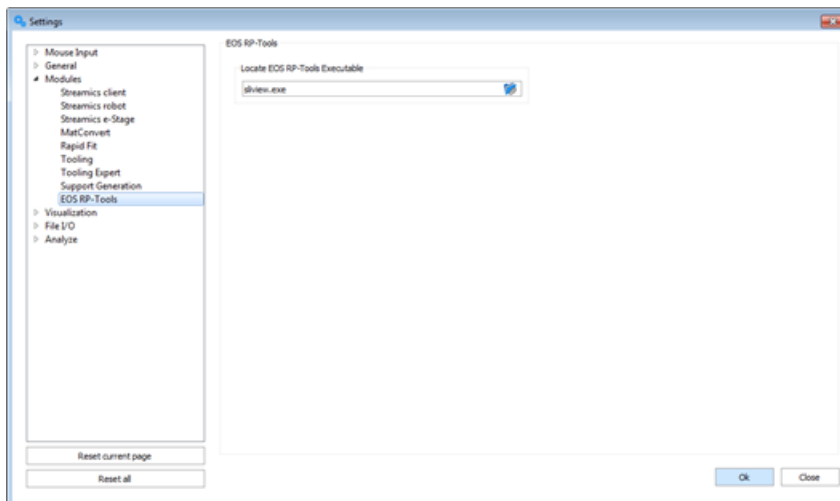 Settings
Mouse Input
General
Modules
Streamics client
Streamics robot
Streamics e-Stage
MatConvert
Rapid Fit
Tooling
Tooling Expert
Support Generation
EOS RP-Tools
Visualization
File I/O
Analyze
Reset current page
Reset all
EOS RP-Tools
Locate EOS RP-Tools Executable
sliview.exe
Ok
Close